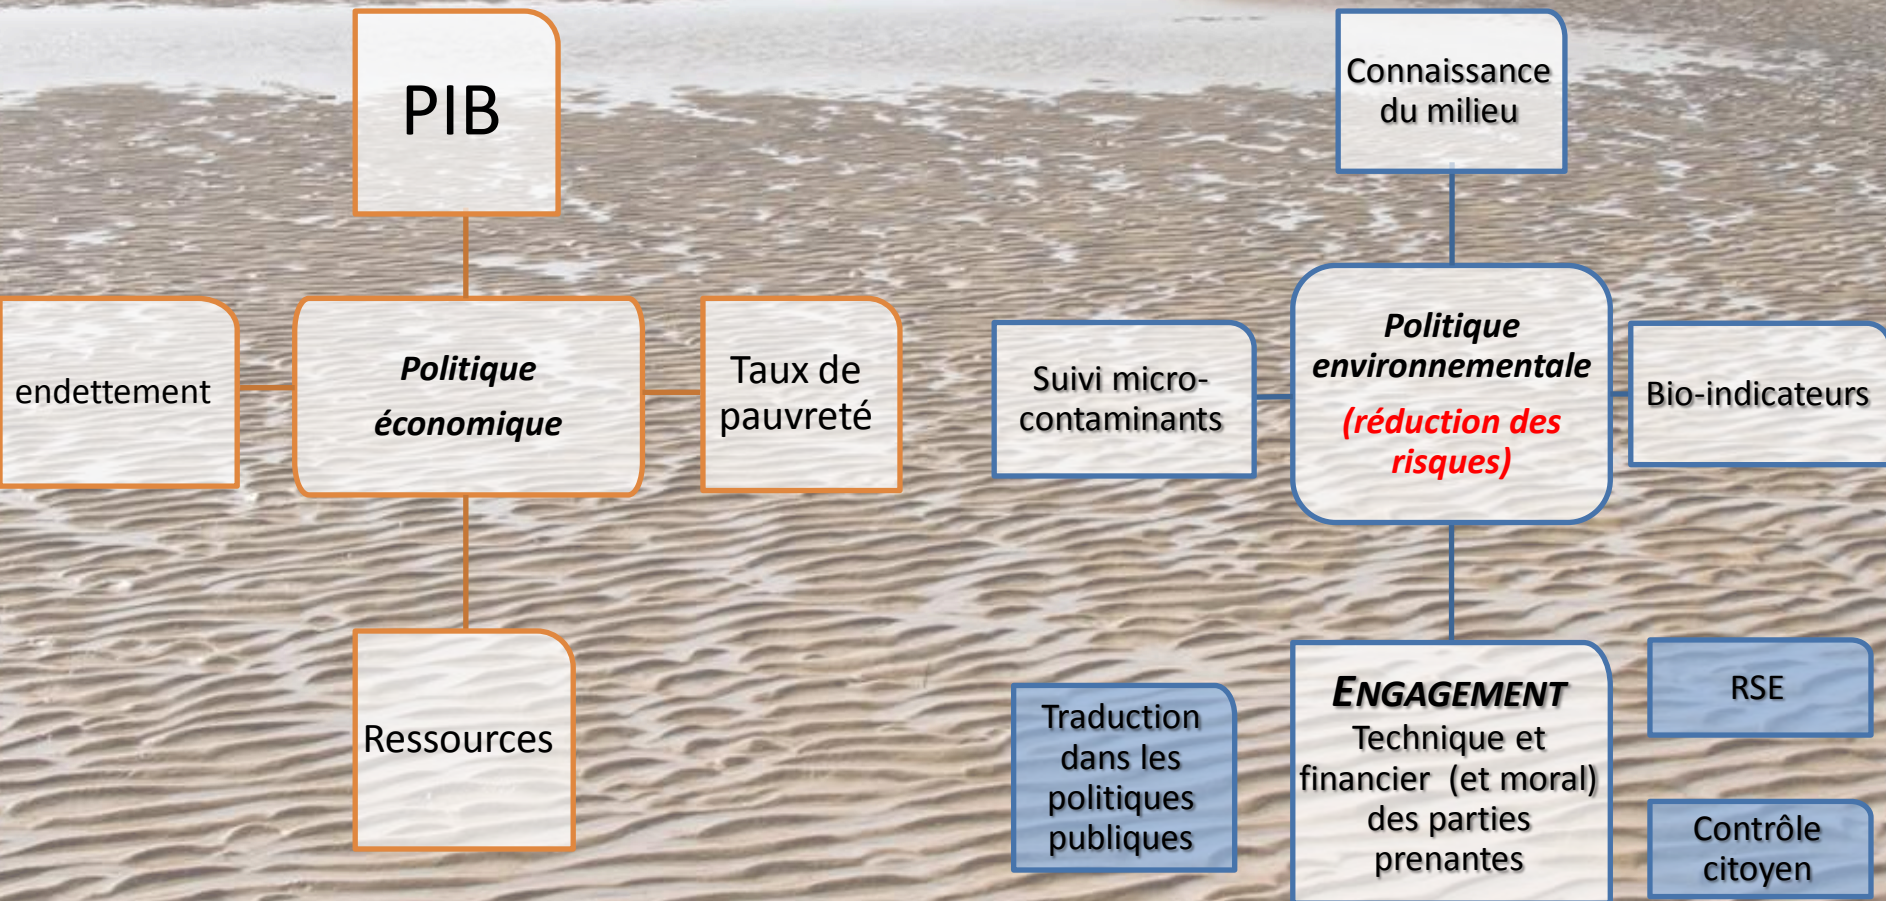 PIB
endettement
Politique
économique
Taux de
pauvreté
Ressources
Connaissance
du milieu
Suivi micro-
contaminants
Politique
environnementale
(réduction des
risques)
Bio-indicateurs
Traduction
dans les
politiques
publiques
ENGAGEMENT
Technique et
financier (et moral)
des parties
prenantes
RSE
Contrôle
citoyen